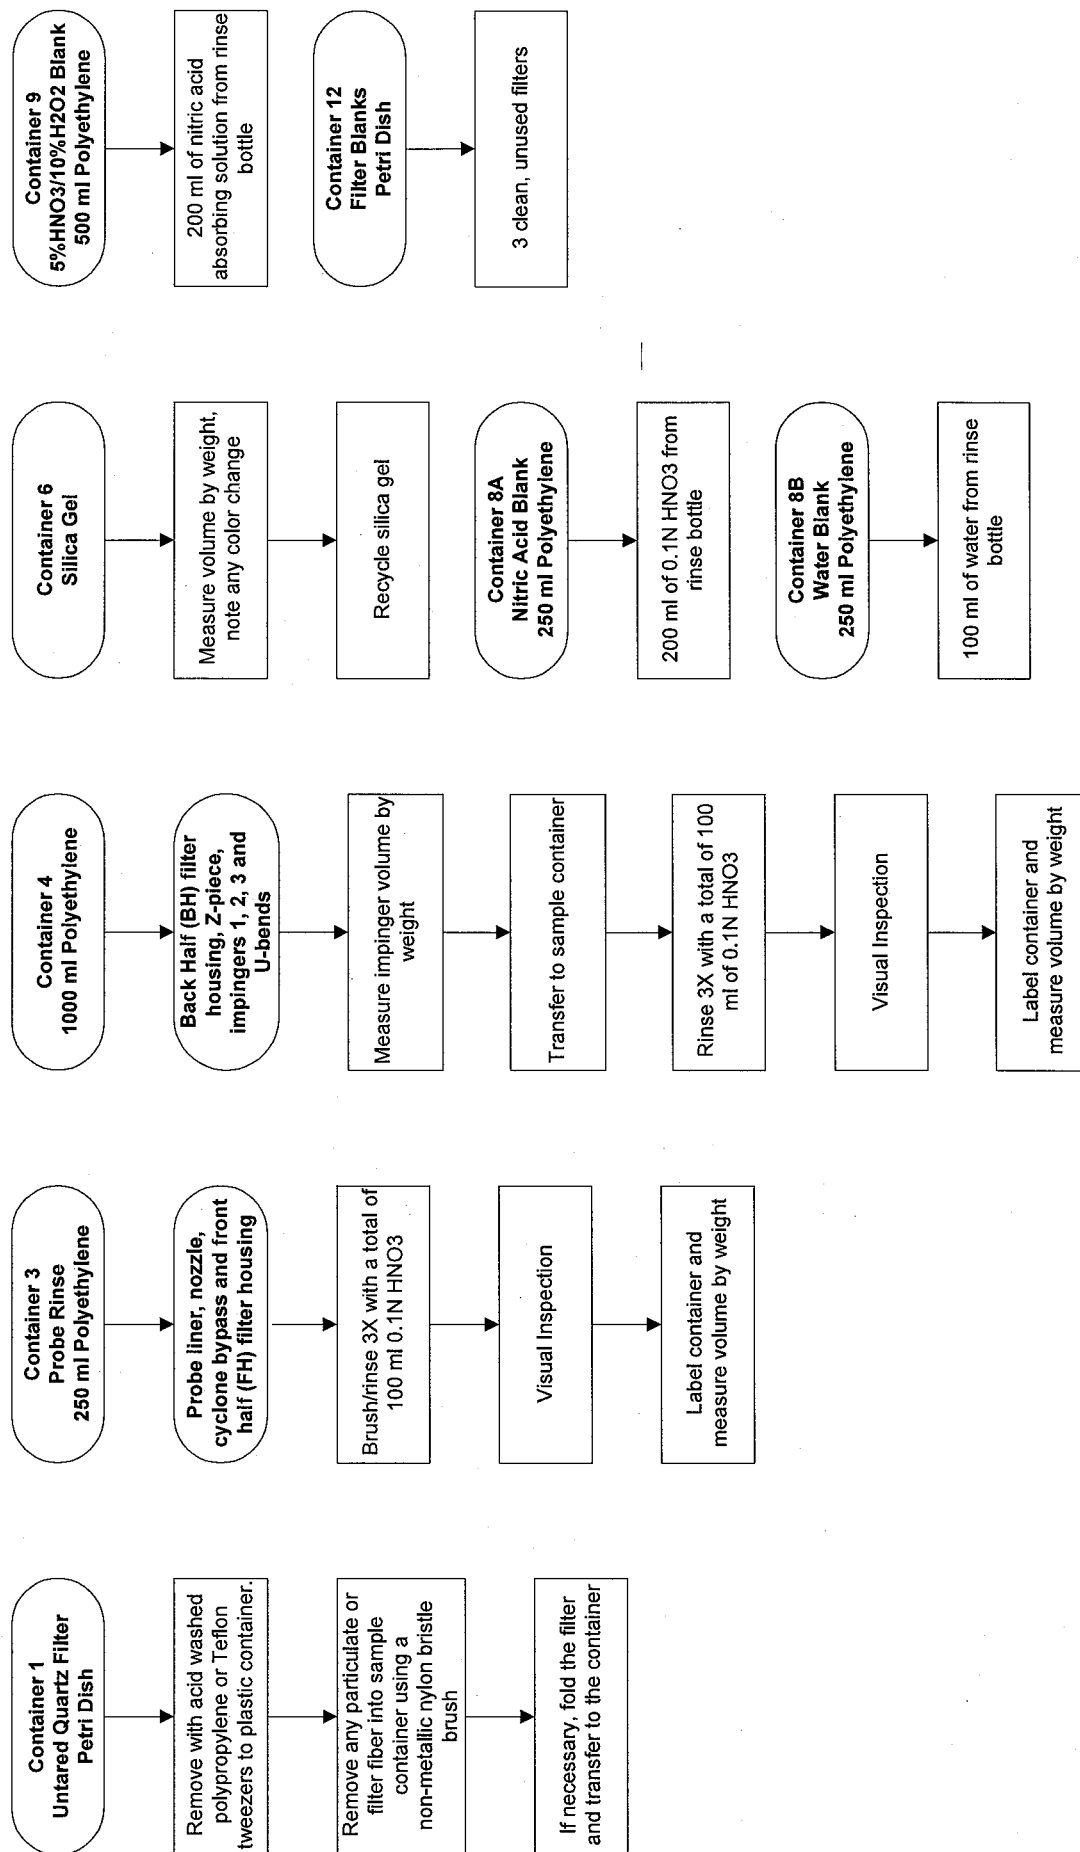 Container 1
Untared Quartz Filter
Petri Dish
Remove with acid washed
polypropylene or Teflon
tweezers to plastic container.
Remove any particulate or
filter fiber into sample
container using a
non-metallic nylon bristle
brush
If necessary, fold the filter
and transfer to the container
Container 3
Probe Rinse
250 ml Polyethylene
Probe liner, nozzle,
cyclone bypass and front
half (FH) filter housing
Brush/rinse 3X with a total of
100 ml 0.1N HNO3
Visual Inspection
Label container and
measure volume by weight
Container 4
1000 ml Polyethylene
Back Half (BH) filter
housing, Z-piece,
impingers 1, 2, 3 and
U-bends
Measure impinger volume by
weight
Transfer to sample container
Rinse 3X with a total of 100
ml of 0.1N HNO3
Visual Inspection
Label container and
measure volume by weight
Container 6
Silica Gel
Measure volume by weight,
note any color change
Recycle silica gel
Container 8A
Nitric Acid Blank
250 ml Polyethylene
200 ml of 0.1N HNO3 from
rinse bottle
Container 8B
Water Blank
250 ml Polyethylene
100 ml of water from rinse
bottle
Container 9
5%HNO3/10%H2O2 Blank
500 ml Polyethylene
200 ml of nitric acid
absorbing solution from rinse
bottle
Container 12
Filter Blanks
Petri Dish
3 clean, unused filters